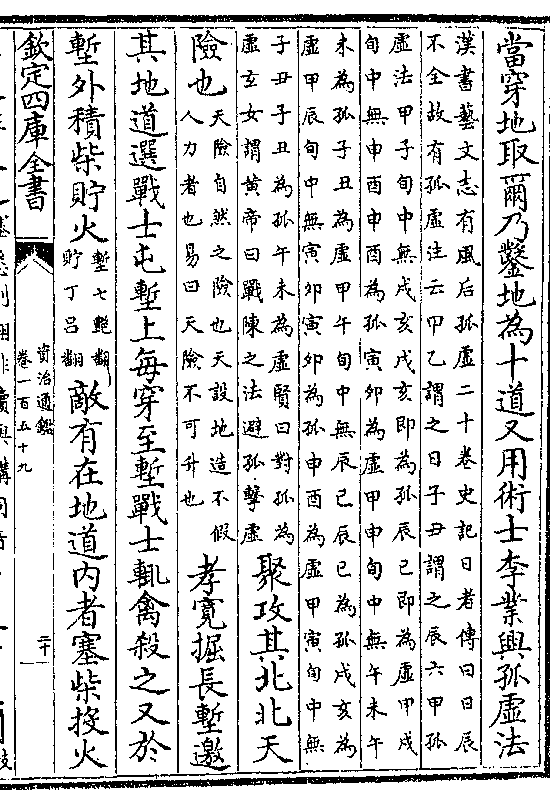 當穿地取爾乃鑿地為十道又用術士李業興孤虛法
漢書藝文志有風后孤虛二十卷史記日者傳曰日辰
不全故有孤虛注云甲乙謂之日子丑謂之辰六甲孤
虛法甲子旬中無戌亥戌亥即為孤辰巳即為虛甲戌
旬中無申酉申酉為孤寅卯為虛甲申旬中無午未午
未為孤子丑為虛甲午旬中無辰巳辰巳為孤戌亥為
虛甲辰旬中無寅卯寅卯為孤申酉為虛甲寅旬中無
子丑子丑為孤午未為虛賢曰對孤為
虛玄女謂黄帝曰戰陳之法避孤擊虛
聚攻其北北天
險也
天險自然之險也天設地造不假
人力者也易曰天險不可升也
孝寛掘長塹邀
其地道選戰士屯塹上每穿至塹戰士輒禽殺之又於
塹外積柴貯火
塹七艶翻
貯丁呂翻
敵有在地道内者塞柴投火
欽定四庫全書
資治通鑑
卷一百五十九
二十